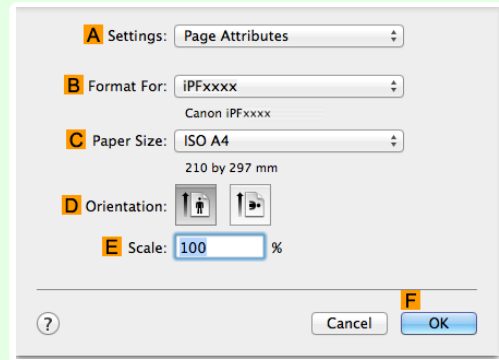 A Settings: Page Attributes
B Format For: iPFxxxx
Canon iPFxxxx
C Paper Size: ISO A4
210 by 297 mm
D Orientation:
E Scale: 100 %
F
? Cancel OK